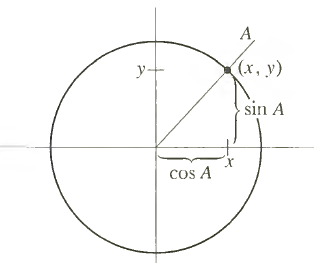 A
y
(x, y)
sin A
x
cos A